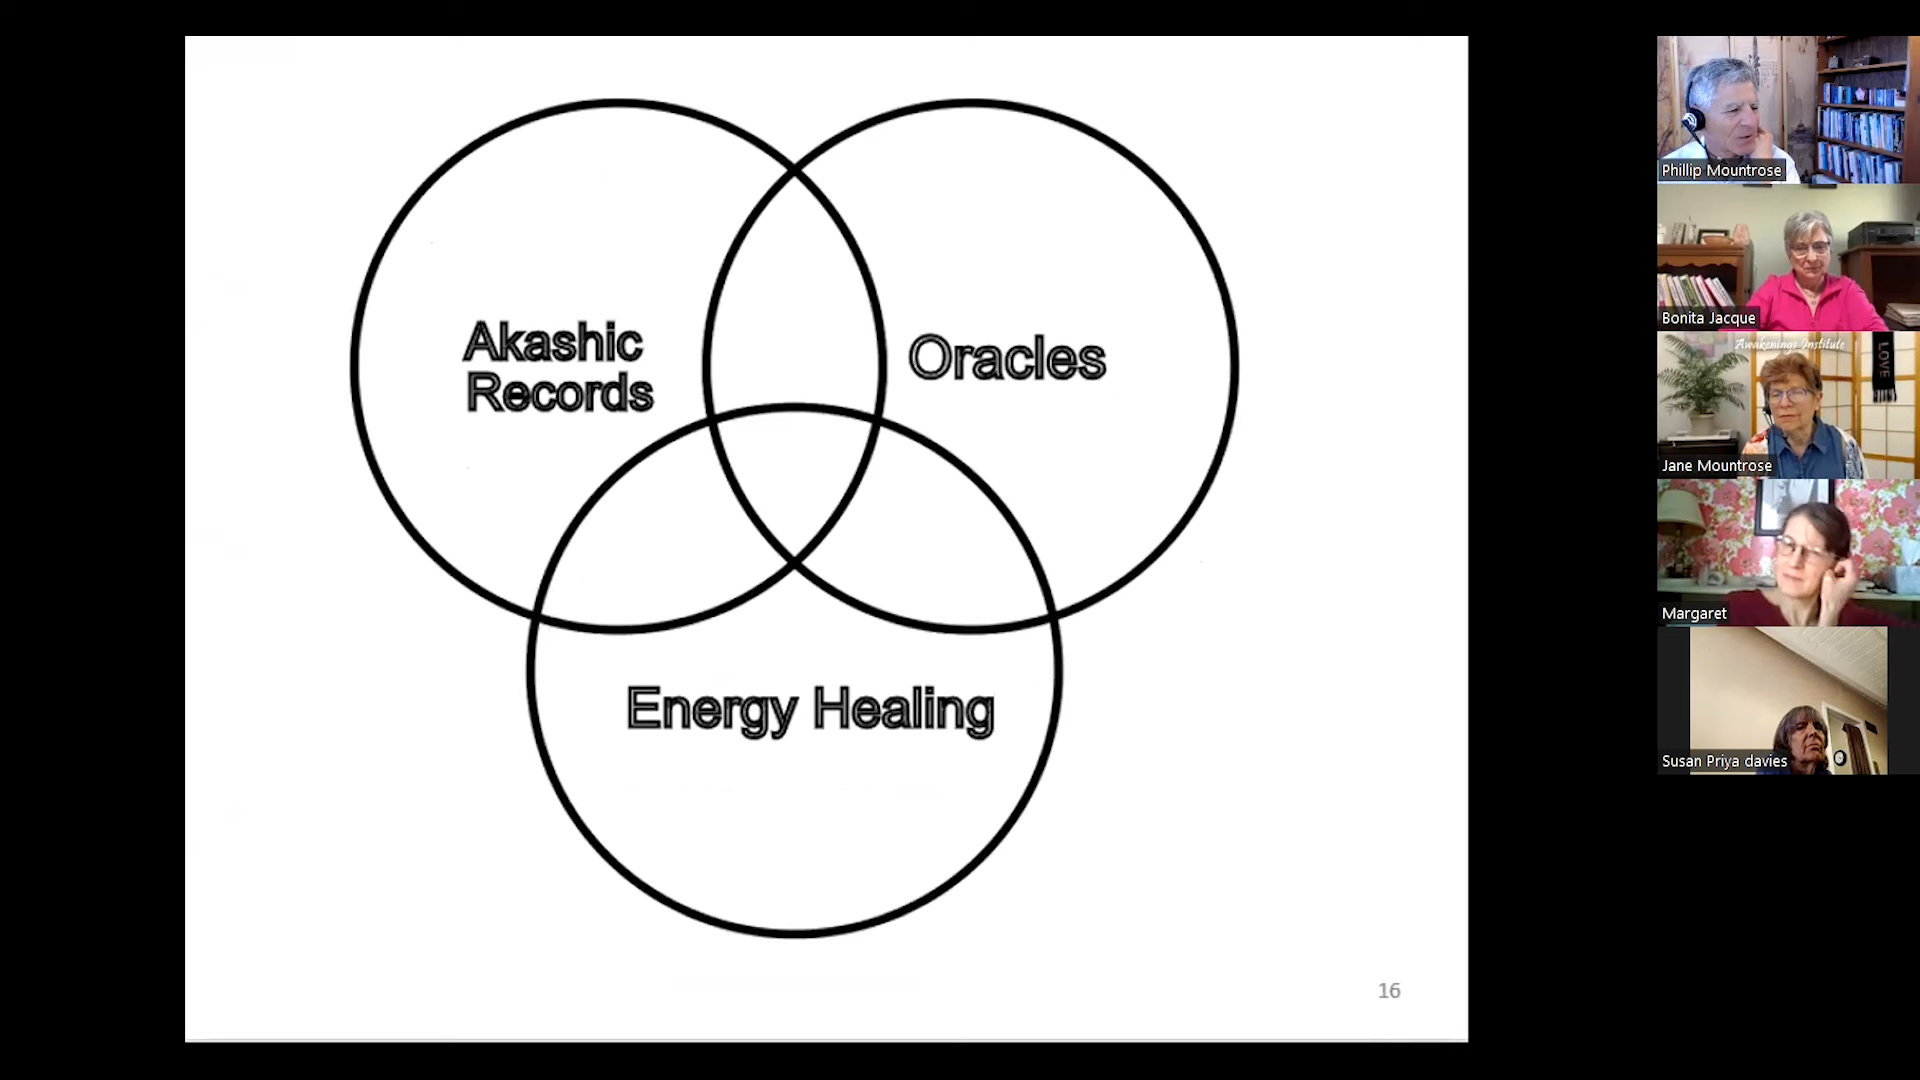 Akashic
Records
Oracles
Energy Healing
16
Phillip Mountrose
Bonita Jacque
Awakenings Institute
LOVE
Jane Mountrose
Margaret
Susan Priya davies